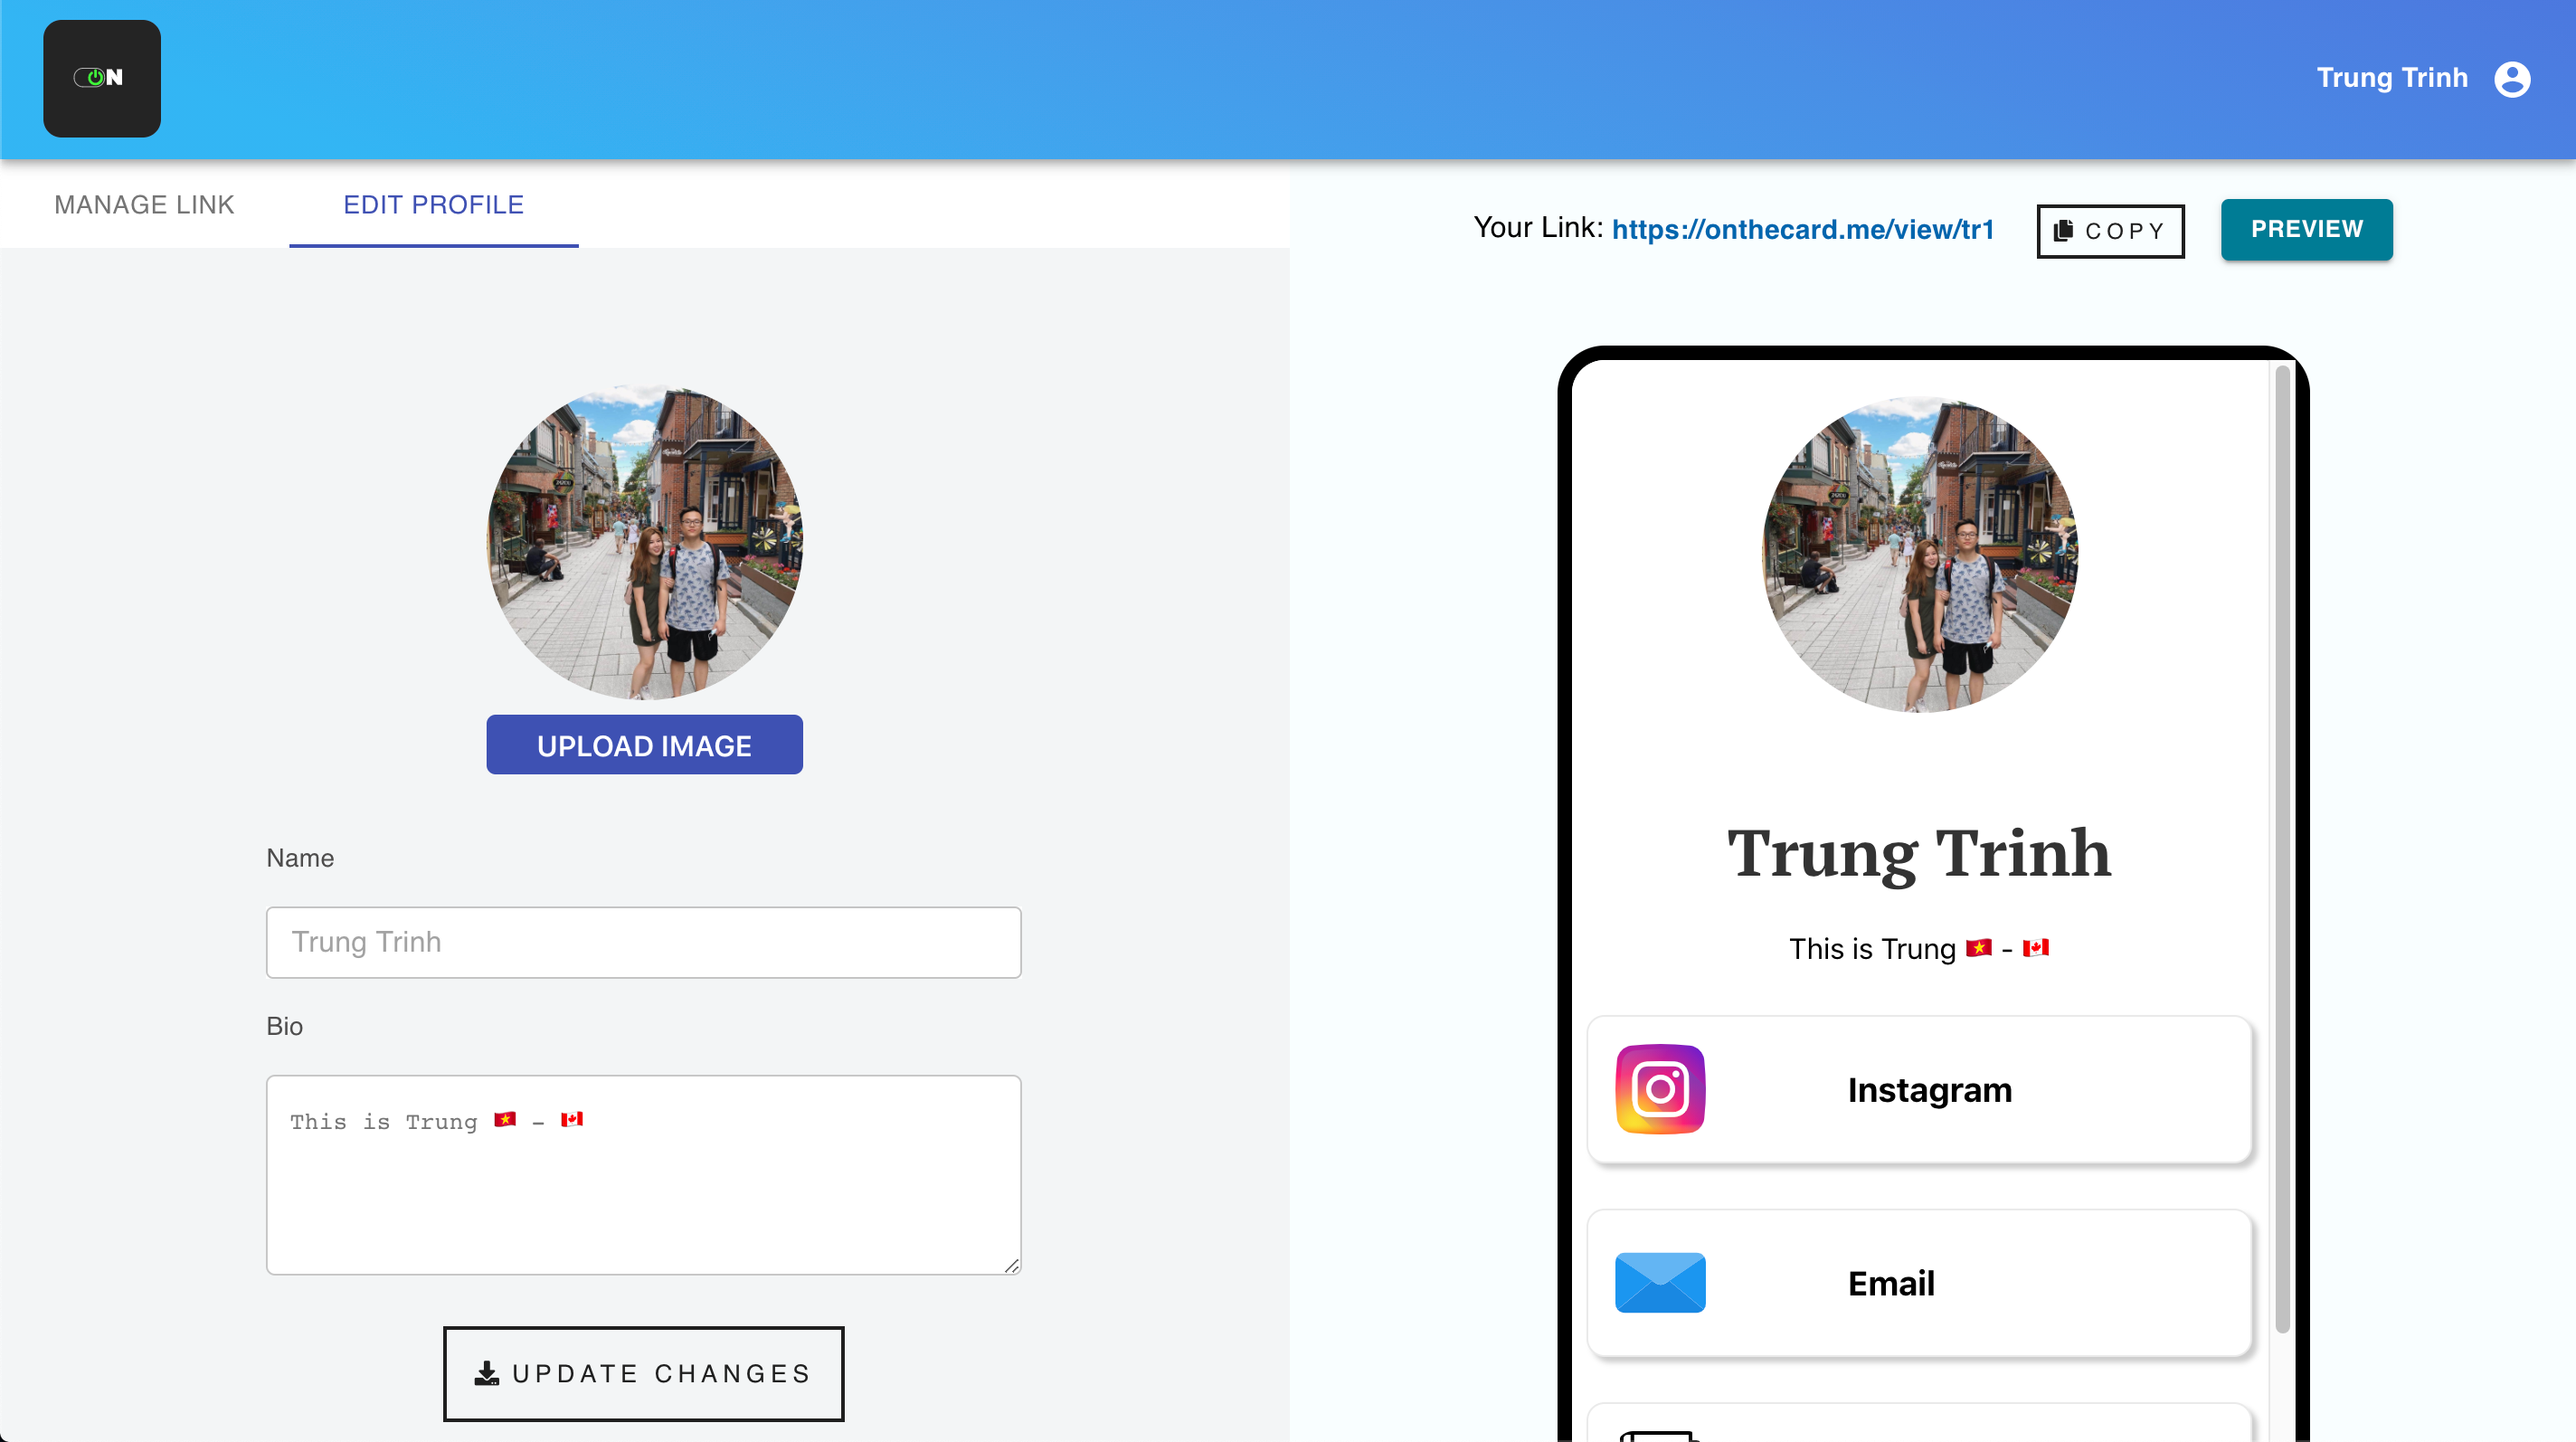 ON
Trung Trinh
MANAGE LINK
EDIT PROFILE
Your Link: https://onthecard.me/view/tr1
COPY
PREVIEW
UPLOAD IMAGE
Name
Trung Trinh
Bio
This is Trung 🇻🇳 - 🇨🇦
UPDATE CHANGES
Trung Trinh
This is Trung 🇻🇳 - 🇨🇦
Instagram
Email